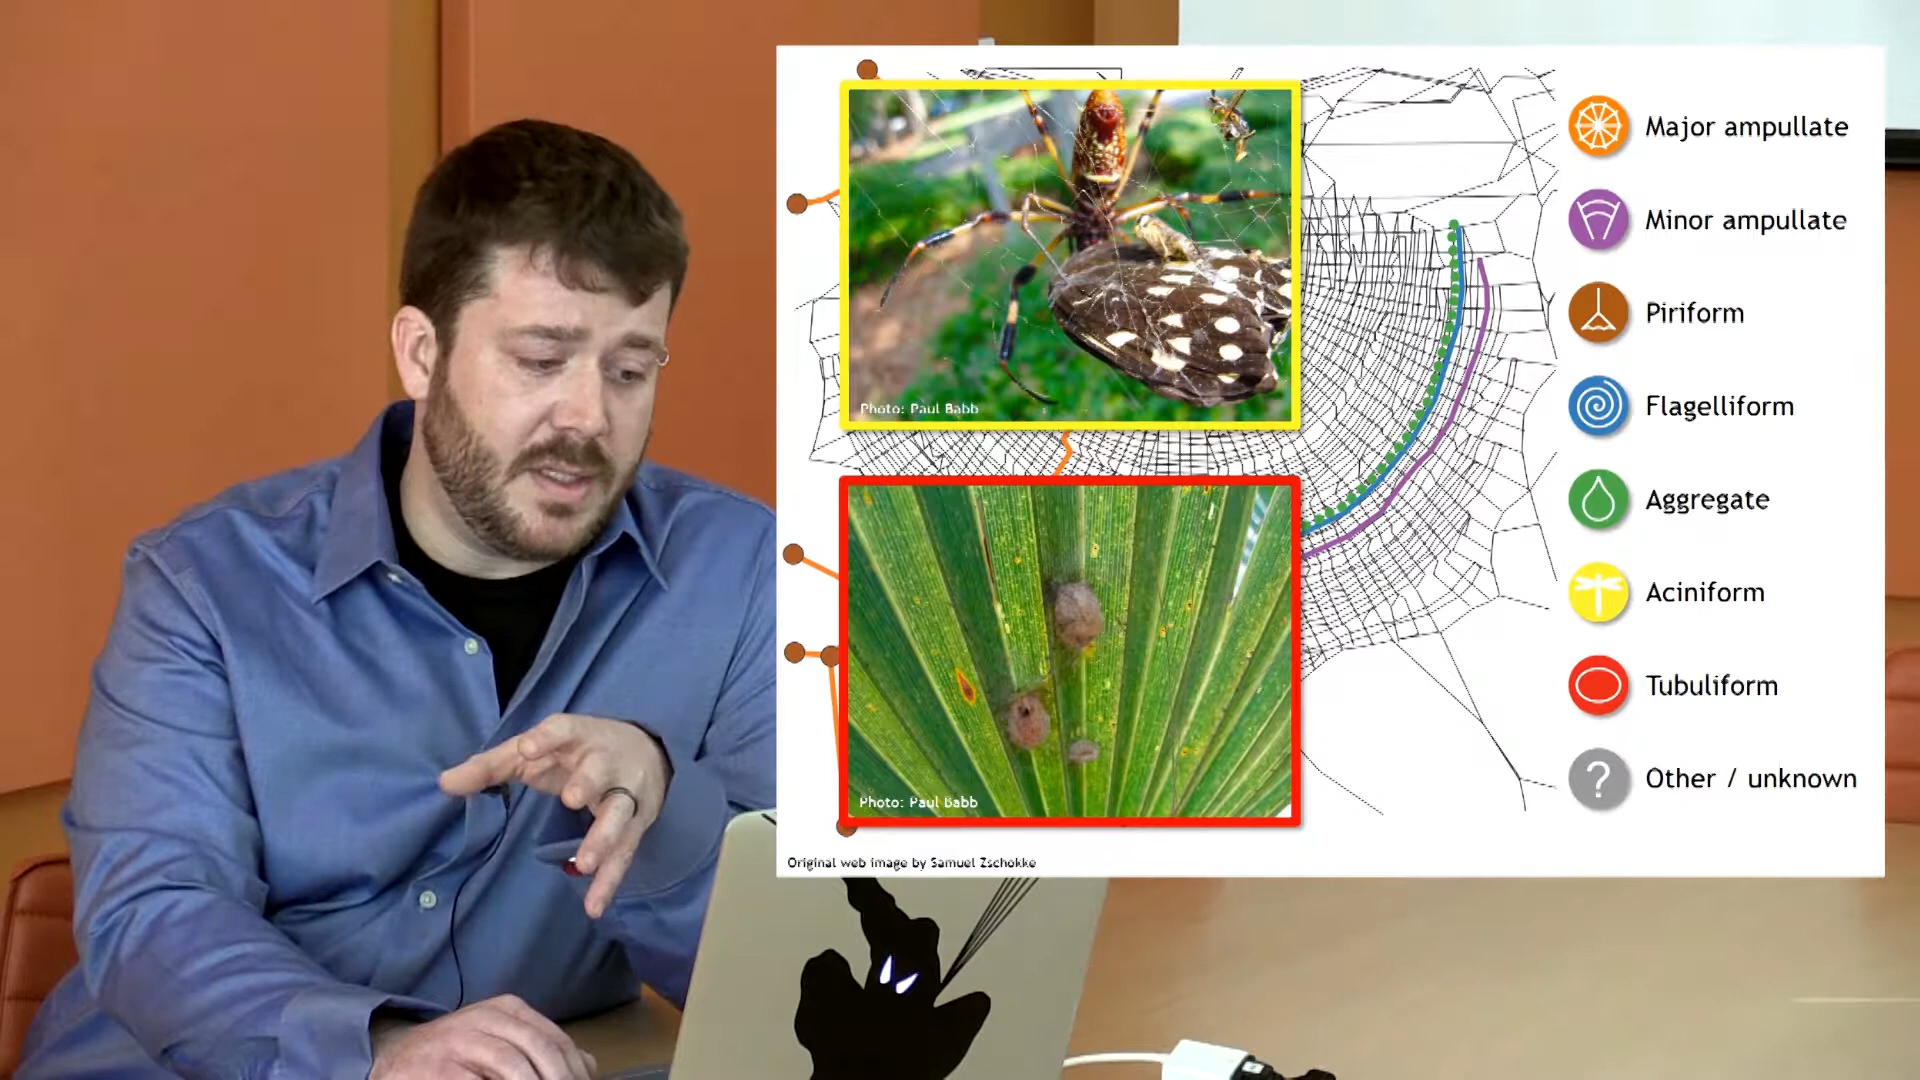 Photo: Paul Babb
Photo: Paul Babb
Major ampullate
Minor ampullate
Piriform
Flagelliform
Aggregate
Aciniform
Tubuliform
?
Other / unknown
Original web image by Samuel Zschokke